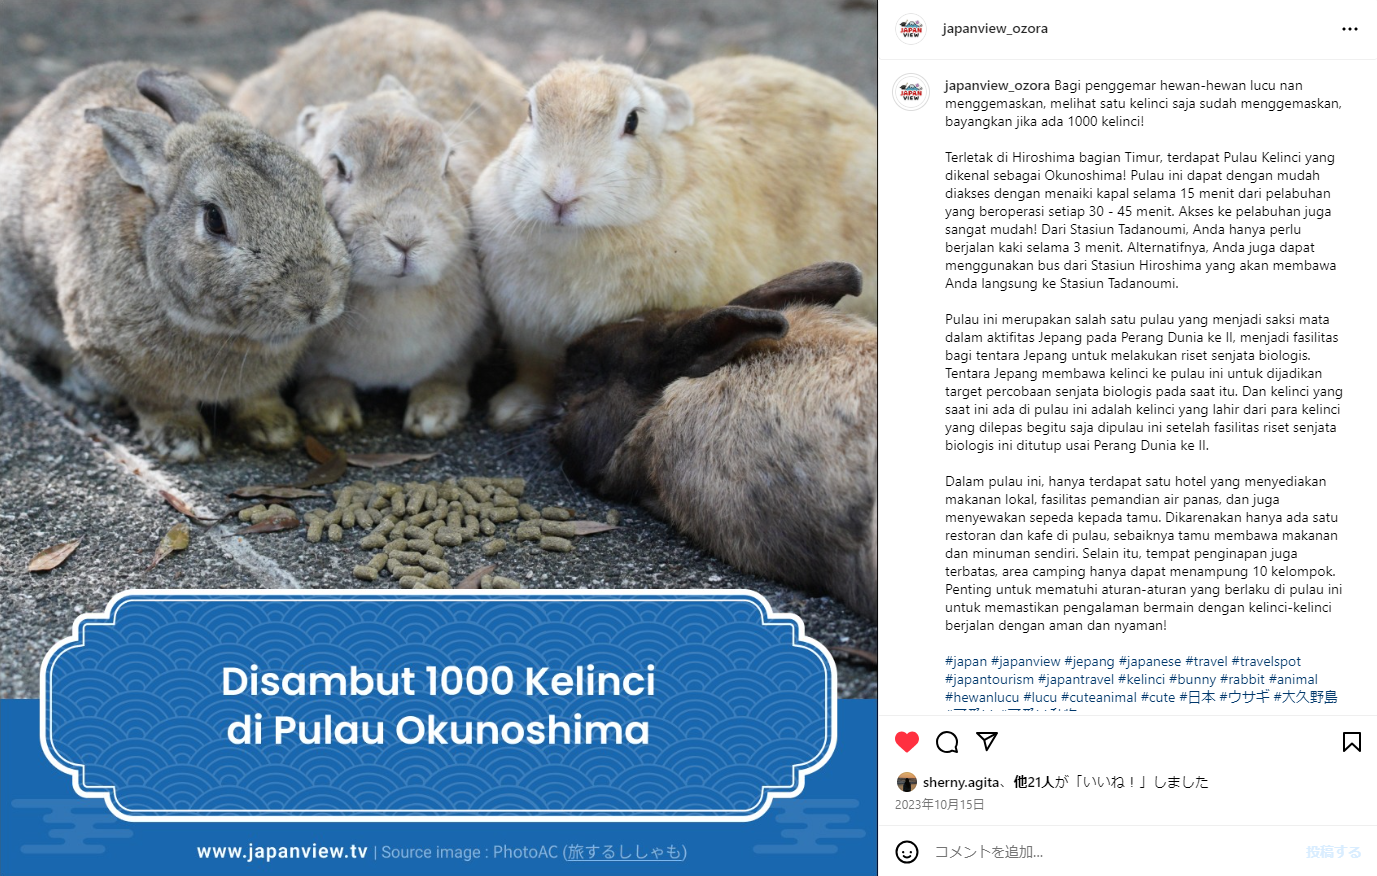 Disambut 1000 Kelinci
di Pulau Okunoshima
www.japanview.tv | Source image : PhotoAC (旅するししゃも)
JAPAN
VIEW
japanview_ozora
JAPAN
VIEW
japanview_ozora Bagi penggemar hewan-hewan lucu nan
menggemaskan, melihat satu kelinci saja sudah menggemaskan,
bayangkan jika ada 1000 kelinci!
Terletak di Hiroshima bagian Timur, terdapat Pulau Kelinci yang
dikenal sebagai Okunoshima! Pulau ini dapat dengan mudah
diakses dengan menaiki kapal selama 15 menit dari pelabuhan
yang beroperasi setiap 30 - 45 menit. Akses ke pelabuhan juga
sangat mudah! Dari Stasiun Tadanoumi, Anda hanya perlu
berjalan kaki selama 3 menit. Alternatifnya, Anda juga dapat
menggunakan bus dari Stasiun Hiroshima yang akan membawa
Anda langsung ke Stasiun Tadanoumi.
Pulau ini merupakan salah satu pulau yang menjadi saksi mata
dalam aktifitas Jepang pada Perang Dunia ke II, menjadi fasilitas
bagi tentara Jepang untuk melakukan riset senjata biologis.
Tentara Jepang membawa kelinci ke pulau ini untuk dijadikan
target percobaan senjata biologis pada saat itu. Dan kelinci yang
saat ini ada di pulau ini adalah kelinci yang lahir dari para kelinci
yang dilepas begitu saja dipulau ini setelah fasilitas riset senjata
biologis ini ditutup usai Perang Dunia ke II.
Dalam pulau ini, hanya terdapat satu hotel yang menyediakan
makanan lokal, fasilitas pemandian air panas, dan juga
menyewakan sepeda kepada tamu. Dikarenakan hanya ada satu
restoran dan kafe di pulau, sebaiknya tamu membawa makanan
dan minuman sendiri. Selain itu, tempat penginapan juga
terbatas, area camping hanya dapat menampung 10 kelompok.
Penting untuk mematuhi aturan-aturan yang berlaku di pulau ini
untuk memastikan pengalaman bermain dengan kelinci-kelinci
berjalan dengan aman dan nyaman!
#japan #japanview #jepang #japanese #travel #travelspot
#japantourism #japantravel #kelinci #bunny #rabbit #animal
#hewanlucu #lucu #cuteanimal #cute #日本 #ウサギ #大久野島
sherny.agita、他21人が「いいね！」しました
2023年10月15日
コメントを追加...
投稿する